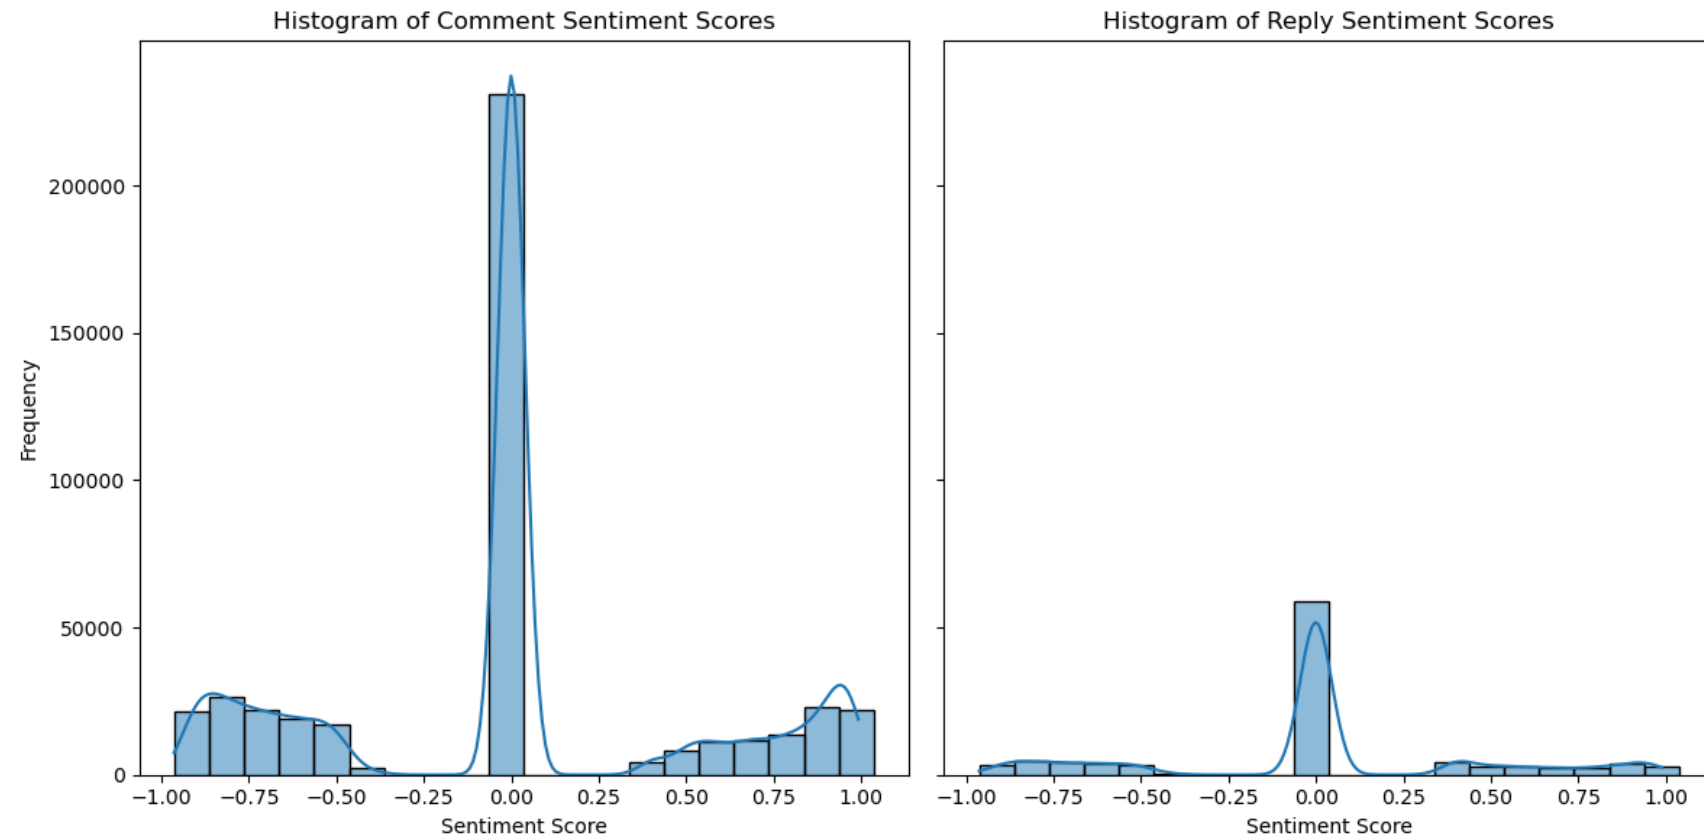 Histogram of Comment Sentiment Scores
Histogram of Reply Sentiment Scores
Frequency
200000
150000
100000
50000
0
−1.00 −0.75 −0.50 −0.25 0.00 0.25 0.50 0.75 1.00
−1.00 −0.75 −0.50 −0.25 0.00 0.25 0.50 0.75 1.00
Sentiment Score
Sentiment Score